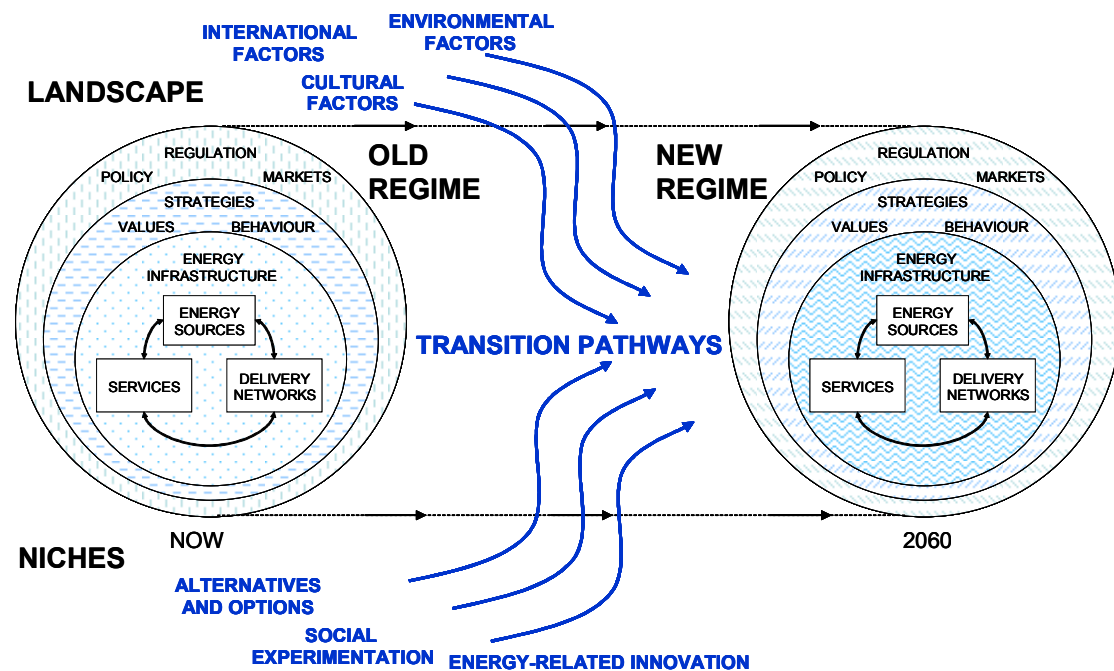 INTERNATIONAL
FACTORS
ENVIRONMENTAL
FACTORS
CULTURAL
FACTORS
LANDSCAPE
OLD
REGIME
NEW
REGIME
REGULATION
POLICY MARKETS
STRATEGIES
VALUES BEHAVIOUR
ENERGY
INFRASTRUCTURE
ENERGY
SOURCES
SERVICES
DELIVERY
NETWORKS
TRANSITION PATHWAYS
REGULATION
POLICY MARKETS
STRATEGIES
VALUES BEHAVIOUR
ENERGY
INFRASTRUCTURE
ENERGY
SOURCES
SERVICES
DELIVERY
NETWORKS
NOW
2060
NICHES
ALTERNATIVES
AND OPTIONS
SOCIAL
EXPERIMENTATION
ENERGY-RELATED INNOVATION